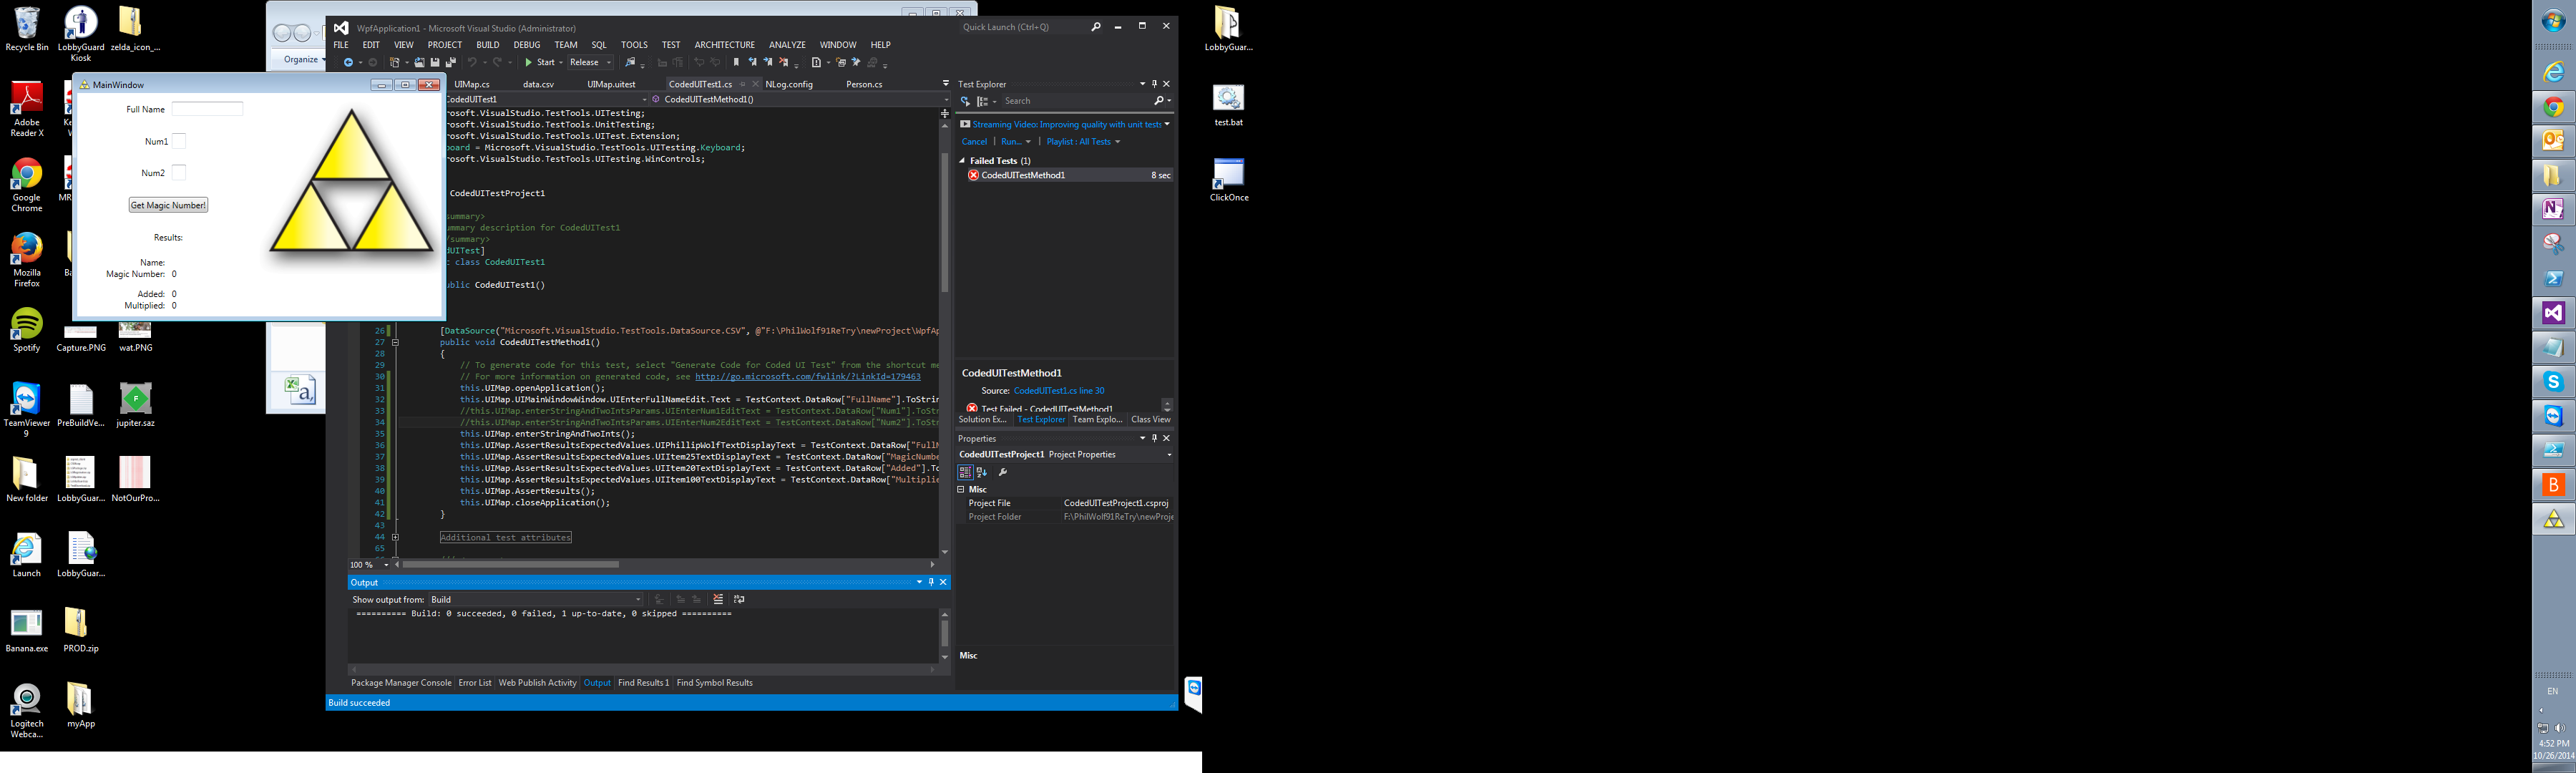 Recycle Bin
LobbyGuard Kiosk
zelda_icon_...
Adobe Reader X
Google Chrome
Mozilla Firefox
Spotify
Capture.PNG
wat.PNG
TeamViewer 9
PreBuildVe...
jupiter.saz
New folder
LobbyGuar...
NotOurPro...
Launch
LobbyGuar...
Banana.exe
PROD.zip
Logitech Webca...
myApp
Organize
MainWindow
Full Name
Num1
Num2
Get Magic Number!
Results:
Name:
Magic Number: 0
Added: 0
Multiplied: 0
WpfApplication1 - Microsoft Visual Studio (Administrator)
Quick Launch (Ctrl+Q)
FILE EDIT VIEW PROJECT BUILD DEBUG TEAM SQL TOOLS TEST ARCHITECTURE ANALYZE WINDOW HELP
Start Release
UIMap.cs data.csv UIMap.uitest CodedUITest1.cs NLog.config Person.cs
CodedUITest1 CodedUITestMethod1()
rosoft.VisualStudio.TestTools.UITesting;
rosoft.VisualStudio.TestTools.UnitTesting;
rosoft.VisualStudio.TestTools.UITest.Extension;
board = Microsoft.VisualStudio.TestTools.UITesting.Keyboard;
rosoft.VisualStudio.TestTools.UITesting.WinControls;
CodedUITestProject1
summary>
ummary description for CodedUITest1
/summary>
dUITest]
c class CodedUITest1
ublic CodedUITest1()
26 [DataSource("Microsoft.VisualStudio.TestTools.DataSource.CSV", @"F:\PhilWolf91ReTry\newProject\WpfAp
27 public void CodedUITestMethod1()
28 {
29 // To generate code for this test, select "Generate Code for Coded UI Test" from the shortcut me
30 // For more information on generated code, see http://go.microsoft.com/fwlink/?LinkId=179463
31 this.UIMap.openApplication();
32 this.UIMap.UIMainWindowWindow.UIEnterFullNameEdit.Text = TestContext.DataRow["FullName"].ToStrin
33 //this.UIMap.enterStringAndTwoIntsParams.UIEnterNum1EditText = TestContext.DataRow["Num1"].ToStr
34 //this.UIMap.enterStringAndTwoIntsParams.UIEnterNum2EditText = TestContext.DataRow["Num2"].ToStr
35 this.UIMap.enterStringAndTwoInts();
36 this.UIMap.AssertResultsExpectedValues.UIPhillipWolfTextDisplayText = TestContext.DataRow["FullN
37 this.UIMap.AssertResultsExpectedValues.UIItem25TextDisplayText = TestContext.DataRow["MagicNumbe
38 this.UIMap.AssertResultsExpectedValues.UIItem20TextDisplayText = TestContext.DataRow["Added"].To
39 this.UIMap.AssertResultsExpectedValues.UIItem100TextDisplayText = TestContext.DataRow["Multiplie
40 this.UIMap.AssertResults();
41 this.UIMap.closeApplication();
42 }
43
44 Additional test attributes
65
100 %
Output
Show output from: Build
========== Build: 0 succeeded, 0 failed, 1 up-to-date, 0 skipped ==========
Package Manager Console Error List Web Publish Activity Output Find Results 1 Find Symbol Results
Build succeeded
Test Explorer
Search
Streaming Video: Improving quality with unit tests
Cancel Run... Playlist : All Tests
Failed Tests (1)
CodedUITestMethod1 8 sec
CodedUITestMethod1
Source: CodedUITest1.cs line 30
Test Failed - CodedUITestMethod1
Solution Ex... Test Explorer Team Explo... Class View
Properties
CodedUITestProject1 Project Properties
Misc
Project File CodedUITestProject1.csproj
Project Folder F:\PhilWolf91ReTry\newProje
Misc
LobbyGuar...
test.bat
ClickOnce
EN
4:52 PM
10/26/2014